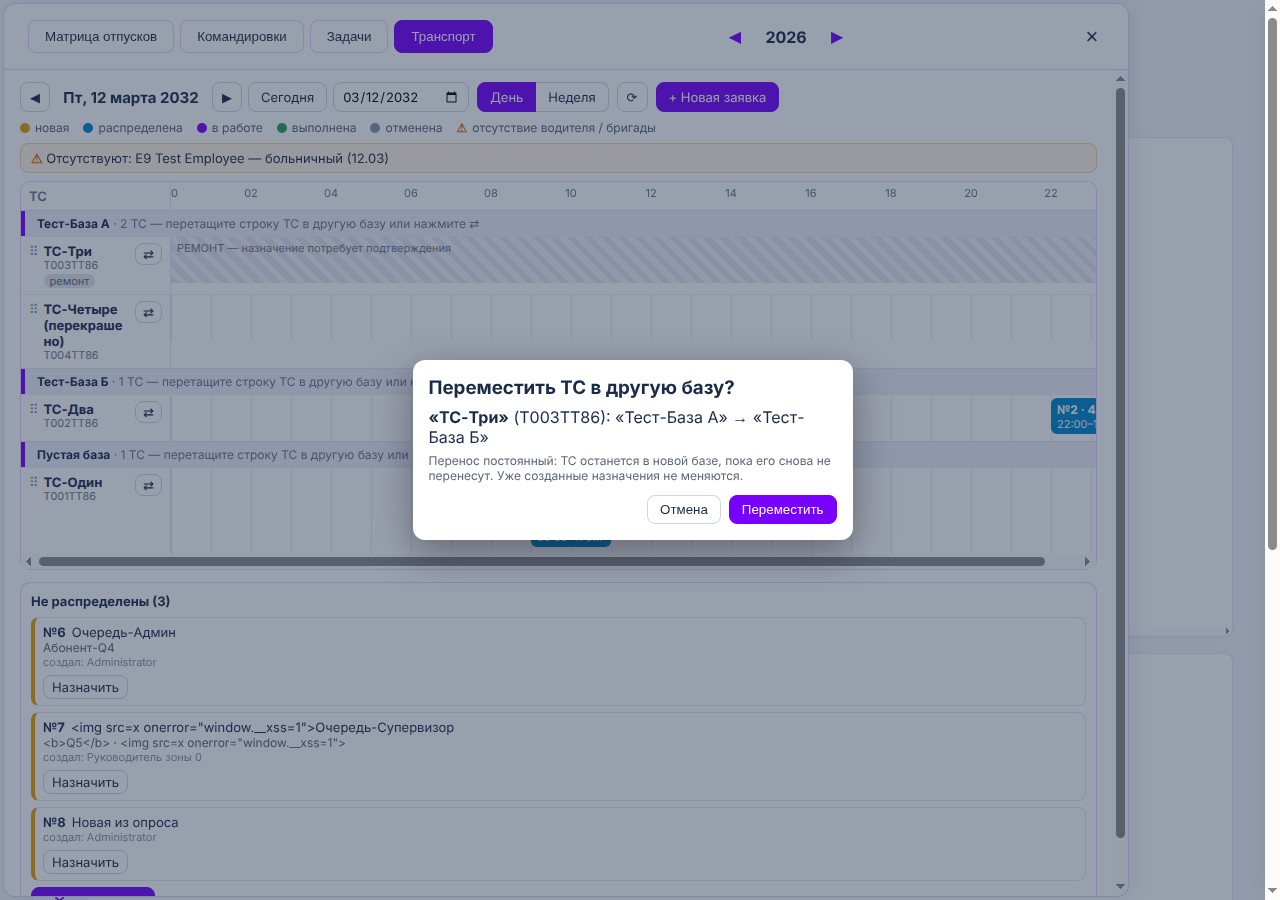 Матрица отпусков
Командировки
Задачи
Транспорт
◀ 2026 ▶
×
◀ Пт, 12 марта 2032 ▶
Сегодня
03/12/2032
День
Неделя
⟳
+ Новая заявка
новая
распределена
в работе
выполнена
отменена
⚠ отсутствие водителя / бригады
⚠ Отсутствуют: E9 Test Employee — больничный (12.03)
ТС
0 02 04 06 08 10 12 14 16 18 20 22
Тест-База А · 2 ТС — перетащите строку ТС в другую базу или нажмите ⇄
⠿ ТС-Три ⇄
Т003ТТ86
ремонт
РЕМОНТ — назначение потребует подтверждения
⠿ ТС-Четыре ⇄
(перекраше
но)
Т004ТТ86
Тест-База Б · 1 ТС — перетащите строку ТС в другую базу или
⠿ ТС-Два ⇄
Т002ТТ86
№2 · 4
22:00–
Пустая база · 1 ТС — перетащите строку ТС в другую базу или
⠿ ТС-Один ⇄
Т001ТТ86
Переместить ТС в другую базу?
«ТС-Три» (Т003ТТ86): «Тест-База А» → «Тест-
База Б»
Перенос постоянный: ТС останется в новой базе, пока его снова не
перенесут. Уже созданные назначения не меняются.
Отмена
Переместить
Не распределены (3)
№6 Очередь-Админ
Абонент-Q4
создал: Administrator
Назначить
№7 <img src=x onerror="window.__xss=1">Очередь-Супервизор
<b>Q5</b> · <img src=x onerror="window.__xss=1">
создал: Руководитель зоны 0
Назначить
№8 Новая из опроса
создал: Administrator
Назначить